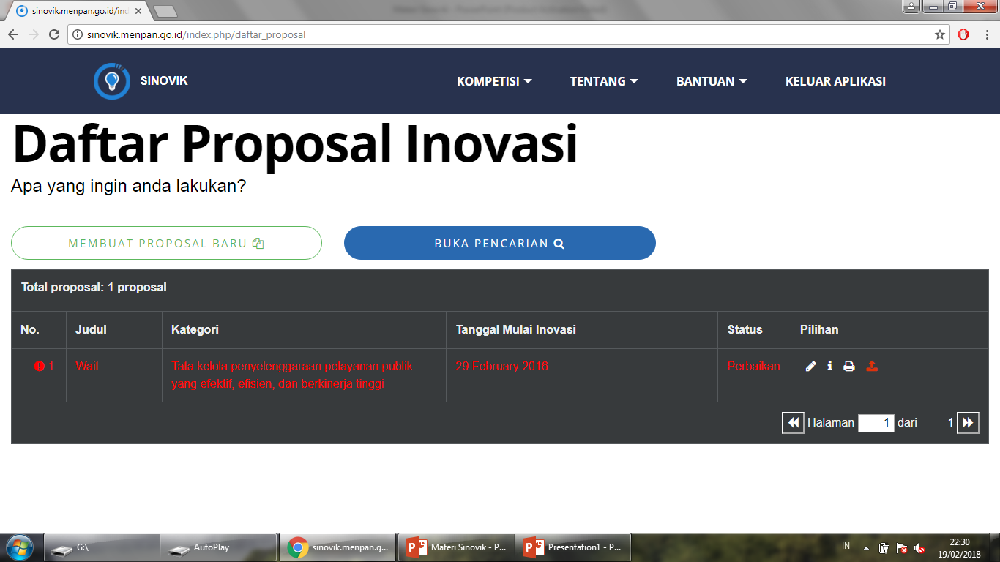 sinovik.menpan.go.id/ind
sinovik.menpan.go.id/index.php/daftar_proposal
SINOVIK
KOMPETISI
TENTANG
BANTUAN
KELUAR APLIKASI
Daftar Proposal Inovasi
Apa yang ingin anda lakukan?
MEMBUAT PROPOSAL BARU
BUKA PENCARIAN
Total proposal: 1 proposal
No. Judul Kategori Tanggal Mulai Inovasi Status Pilihan
1. Wait Tata kelola penyelenggaraan pelayanan publik 29 February 2016 Perbaikan
yang efektif, efisien, dan berkinerja tinggi
Halaman 1 dari 1
G:\ AutoPlay sinovik.menpan.g... Materi Sinovik - P... Presentation1 - P... IN 22:30
19/02/2018